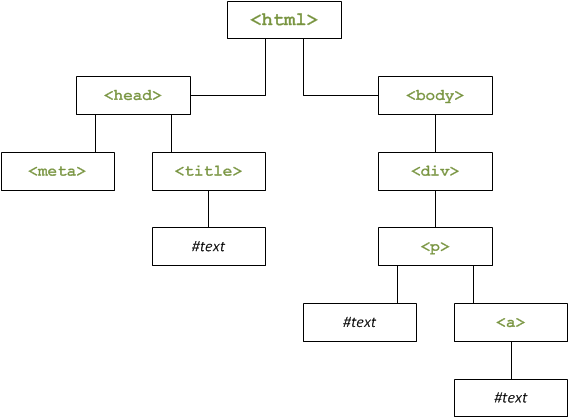 <html>
<head>
<body>
<meta>
<title>
<div>
#text
<p>
#text
<a>
#text